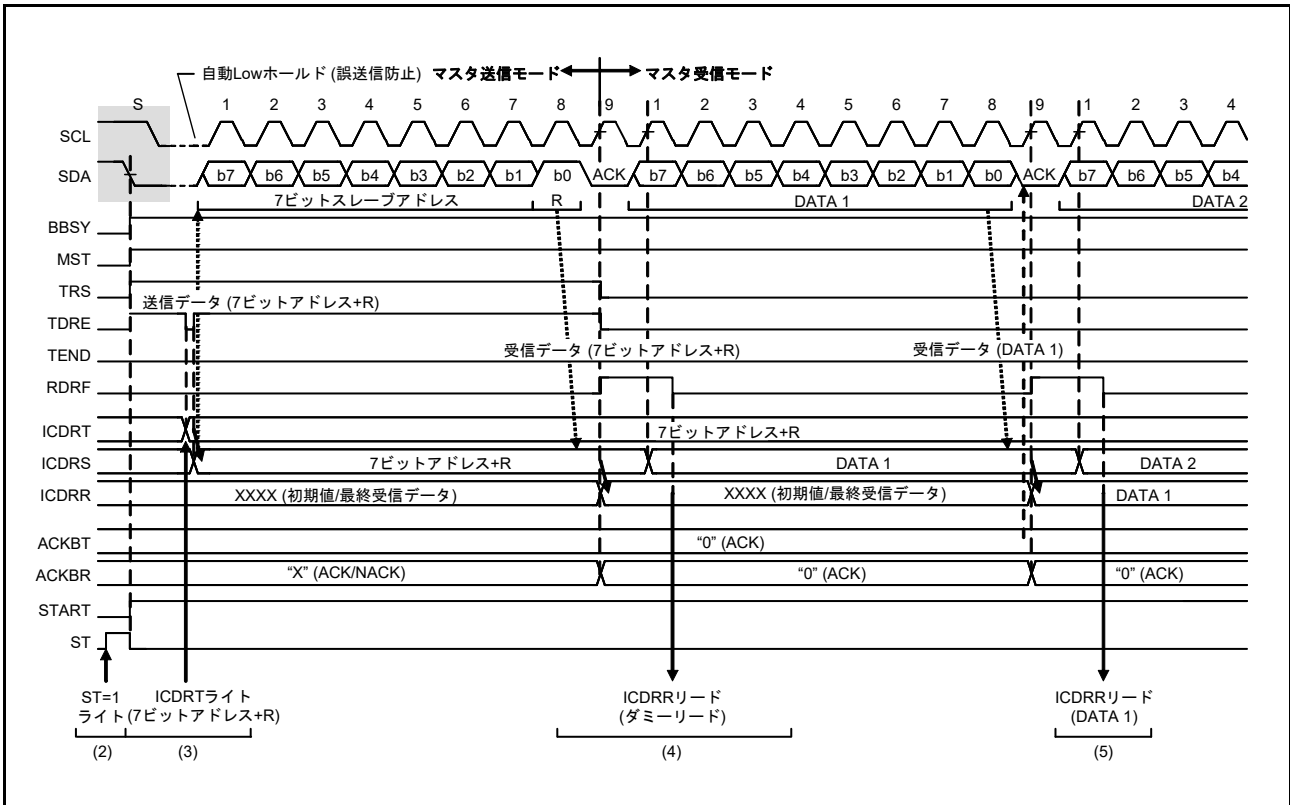 自動Lowホールド (誤送信防止) マスタ送信モード マスタ受信モード
S 1 2 3 4 5 6 7 8 9 1 2 3 4 5 6 7 8 9 1 2 3 4
SCL
SDA b7 b6 b5 b4 b3 b2 b1 b0 ACK b7 b6 b5 b4 b3 b2 b1 b0 ACK b7 b6 b5 b4
7ビットスレーブアドレス R DATA 1 DATA 2
BBSY
MST
TRS
送信データ (7ビットアドレス+R)
TDRE
TEND 受信データ (7ビットアドレス+R) 受信データ (DATA 1)
RDRF
ICDRT 7ビットアドレス+R
ICDRS 7ビットアドレス+R DATA 1 DATA 2
ICDRR XXXX (初期値/最終受信データ) XXXX (初期値/最終受信データ) DATA 1
ACKBT “0” (ACK)
ACKBR “X” (ACK/NACK) “0” (ACK) “0” (ACK)
START
ST
ST=1 ICDRTライト ICDRRリード ICDRRリード
ライト (7ビットアドレス+R) (ダミーリード) (DATA 1)
(2) (3) (4) (5)